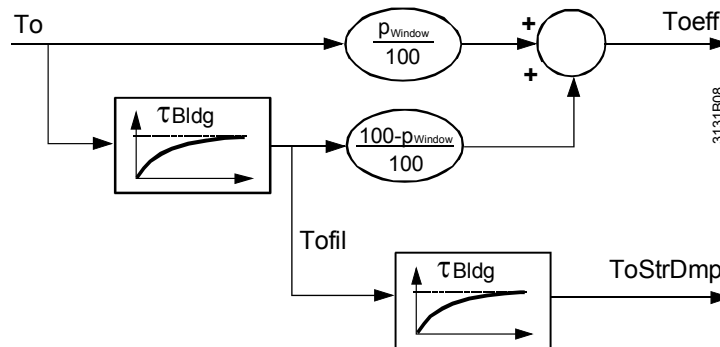 To
pWindow
100
+
+
Toeff
τBldg
100-pWindow
100
Tofil
τBldg
ToStrDmp
3131B08